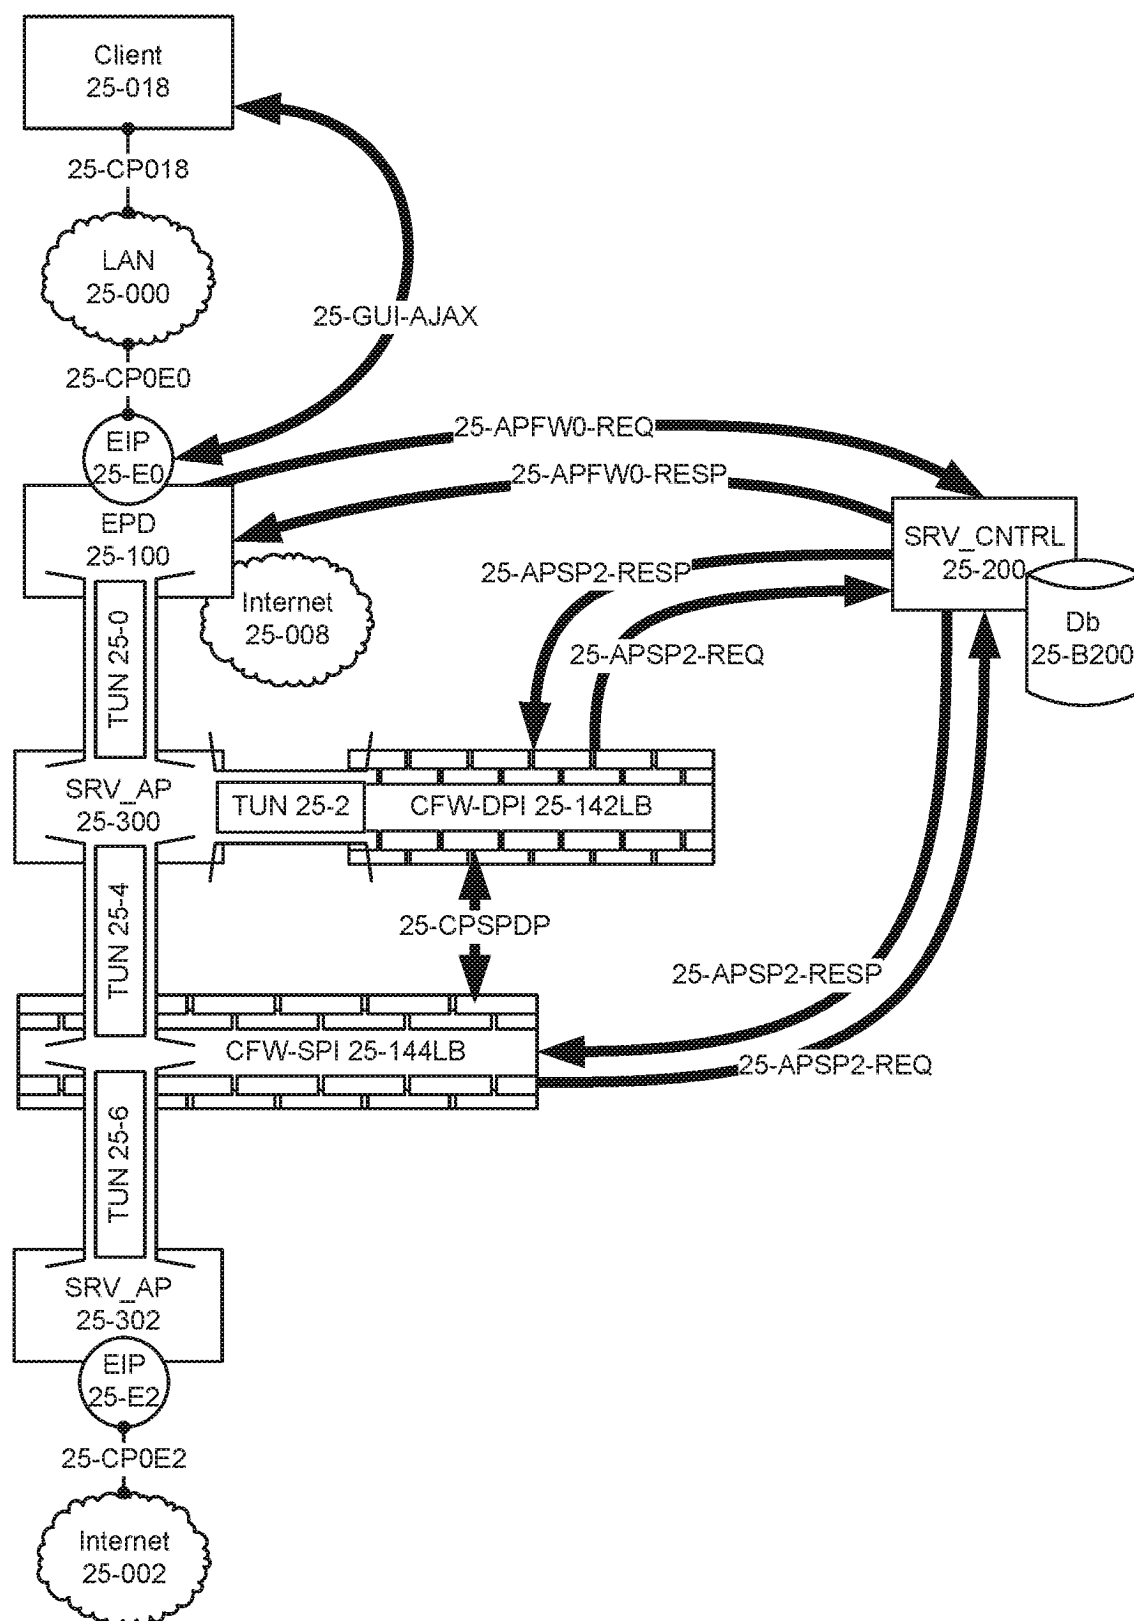 Client
25-018
25-CP018
LAN
25-000
25-GUI-AJAX
25-CP0E0
EIP
25-E0
25-APFW0-REQ
25-APFW0-RESP
EPD
25-100
SRV_CNTRL
25-200
25-APSP2-RESP
Internet
25-008
Db
25-B200
25-APSP2-REQ
TUN 25-0
SRV_AP
25-300
TUN 25-2
CFW-DPI 25-142LB
25-CPSPDP
TUN 25-4
25-APSP2-RESP
CFW-SPI 25-144LB
25-APSP2-REQ
TUN 25-6
SRV_AP
25-302
EIP
25-E2
25-CP0E2
Internet
25-002